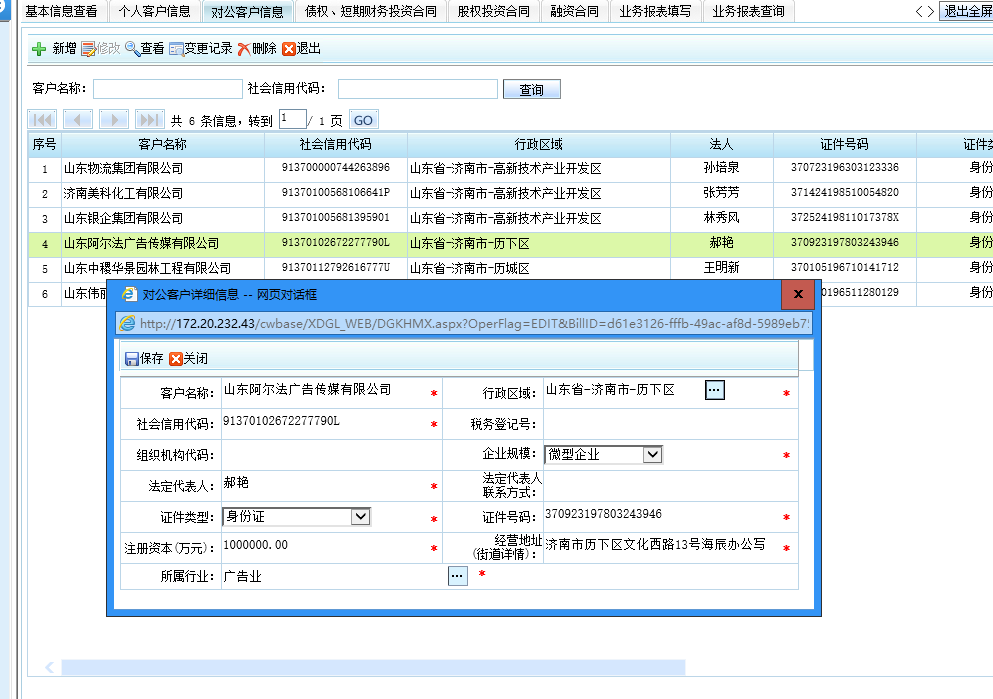 基本信息查看 个人客户信息 对公客户信息 债权、短期财务投资合同 股权投资合同 融资合同 业务报表填写 业务报表查询 < > 退出全屏
新增 修改 查看 变更记录 删除 退出
客户名称： 社会信用代码： 查询
共 6 条信息，转到 1 / 1 页 GO
序号 客户名称 社会信用代码 行政区域 法人 证件号码
1 山东物流集团有限公司 913700000744263896 山东省-济南市-高新技术产业开发区 孙培泉 370723196303123336 身份
2 济南美科化工有限公司 91370100568106641P 山东省-济南市-高新技术产业开发区 张芳芳 371424198510054820 身份
3 山东银企集团有限公司 913701005681395901 山东省-济南市-高新技术产业开发区 林秀风 37252419811017378X 身份
4 山东阿尔法广告传媒有限公司 91370102672277790L 山东省-济南市-历下区 郝艳 370923197803243946 身份
5 山东中稷华景园林工程有限公司 91370112792616777U 山东省-济南市-历城区 王明新 370105196710141712 身份
6 山东伟丽 0196511280129 身份
对公客户详细信息 -- 网页对话框 x
http://172.20.232.43/cwbase/XDGL_WEB/DGKHMX.aspx?OperFlag=EDIT&BillID=d61e3126-fffb-49ac-af8d-5989eb75
保存 关闭
客户名称： 山东阿尔法广告传媒有限公司 * 行政区域： 山东省-济南市-历下区 ... *
社会信用代码： 91370102672277790L * 税务登记号：
组织机构代码： 企业规模： 微型企业 *
法定代表人： 郝艳 * 法定代表人
联系方式：
证件类型： 身份证 * 证件号码： 370923197803243946 *
注册资本(万元)： 1000000.00 * 经营地址
(街道详情)： 济南市历下区文化西路13号海辰办公写 *
所属行业： 广告业 ... *